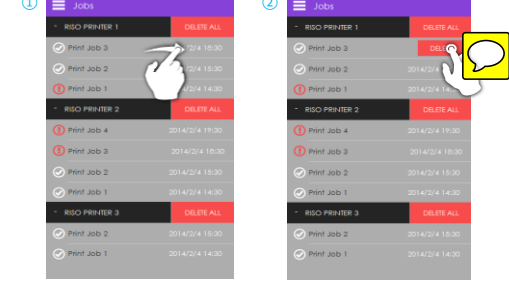 ①
Jobs
- RISO PRINTER 1 DELETE ALL
Print Job 3 /2/4 18:30
Print Job 2 2014/2/4 15:30
Print Job 1 2014/2/4 14:30
- RISO PRINTER 2 DELETE ALL
Print Job 4 2014/2/4 19:30
Print Job 3 2014/2/4 18:30
Print Job 2 2014/2/4 15:30
Print Job 1 2014/2/4 14:30
- RISO PRINTER 3 DELETE ALL
Print Job 2 2014/2/4 15:30
Print Job 1 2014/2/4 14:30
②
Jobs
- RISO PRINTER 1 DELETE ALL
Print Job 3
Print Job 2 2014/2/4
Print Job 1 2014/2/4 14:
- RISO PRINTER 2 DELETE ALL
Print Job 4 2014/2/4 19:30
Print Job 3 2014/2/4 18:30
Print Job 2 2014/2/4 15:30
Print Job 1 2014/2/4 14:30
- RISO PRINTER 3 DELETE ALL
Print Job 2 2014/2/4 15:30
Print Job 1 2014/2/4 14:30